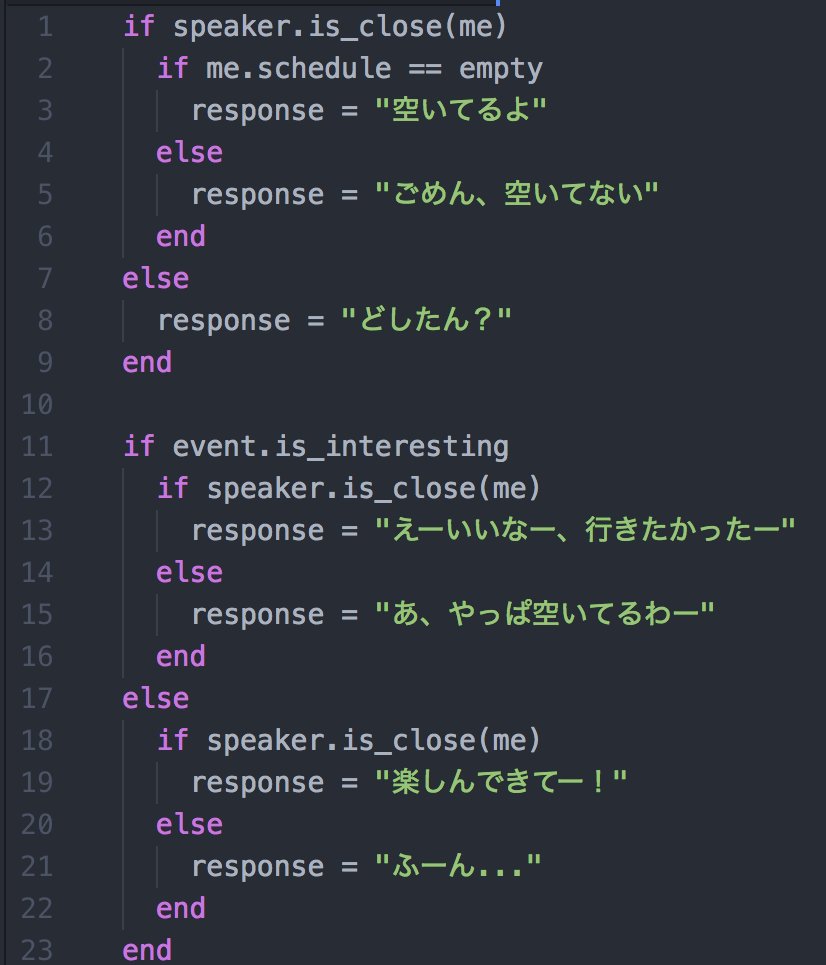 1 if speaker.is_close(me)
2 if me.schedule == empty
3 response = "空いてるよ"
4 else
5 response = "ごめん、空いてない"
6 end
7 else
8 response = "どしたん？"
9 end
10
11 if event.is_interesting
12 if speaker.is_close(me)
13 response = "えーいいなー、行きたかったー"
14 else
15 response = "あ、やっぱ空いてるわー"
16 end
17 else
18 if speaker.is_close(me)
19 response = "楽しんできてー！"
20 else
21 response = "ふーん..."
22 end
23 end